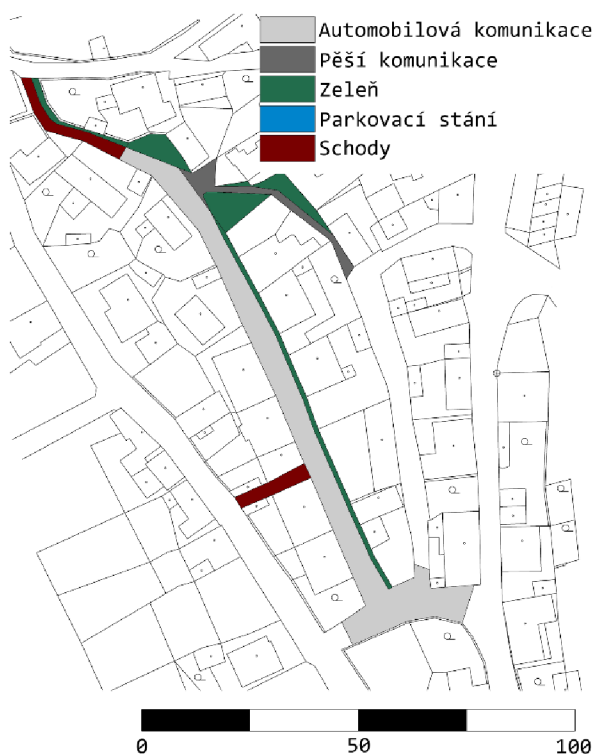 Automobilová komunikace
Pěší komunikace
Zeleň
Parkovací stání
Schody
0 50 100